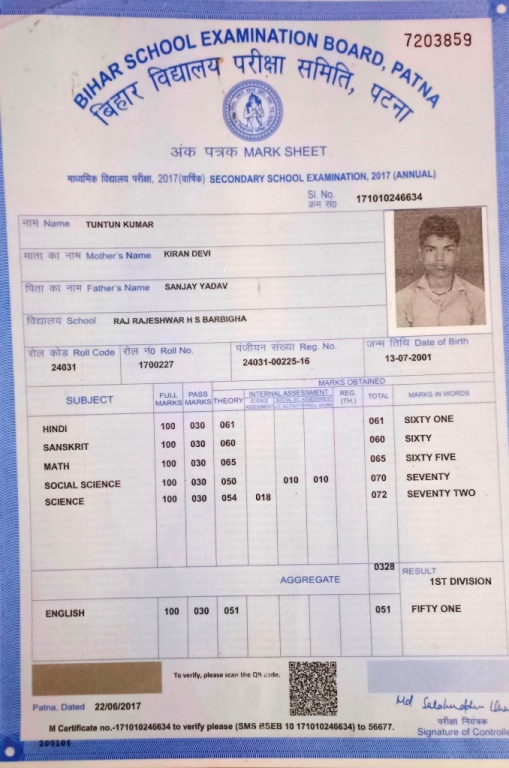 7203859
BIHAR SCHOOL EXAMINATION BOARD, PATNA
बिहार विद्यालय परीक्षा समिति, पटना
अंक पत्रक MARK SHEET
माध्यमिक विद्यालय परीक्षा, 2017(वार्षिक) SECONDARY SCHOOL EXAMINATION, 2017 (ANNUAL)
Sl. No. 171010246634
क्रम सं0
नाम Name TUNTUN KUMAR
माता का नाम Mother's Name KIRAN DEVI
पिता का नाम Father's Name SANJAY YADAV
विद्यालय School RAJ RAJESHWAR H S BARBIGHA
रोल कोड Roll Code रोल नं0 Roll No. पंजीयन संख्या Reg. No. जन्म तिथि Date of Birth
24031 1700227 24031-00225-16 13-07-2001
MARKS OBTAINED
SUBJECT FULL MARKS PASS MARKS THEORY INTERNAL ASSESSMENT REG. (TH.) TOTAL MARKS IN WORDS
HINDI 100 030 061 061 SIXTY ONE
SANSKRIT 100 030 060 060 SIXTY
MATH 100 030 065 065 SIXTY FIVE
SOCIAL SCIENCE 100 030 050 010 010 070 SEVENTY
SCIENCE 100 030 054 018 072 SEVENTY TWO
AGGREGATE 0328 RESULT
1ST DIVISION
ENGLISH 100 030 051 051 FIFTY ONE
To verify, please scan the QR code.
Patna, Dated 22/06/2017
परीक्षा नियंत्रक
Signature of Controlle
M Certificate no.-171010246634 to verify please (SMS BSEB 10 171010246634) to 56677.
200106